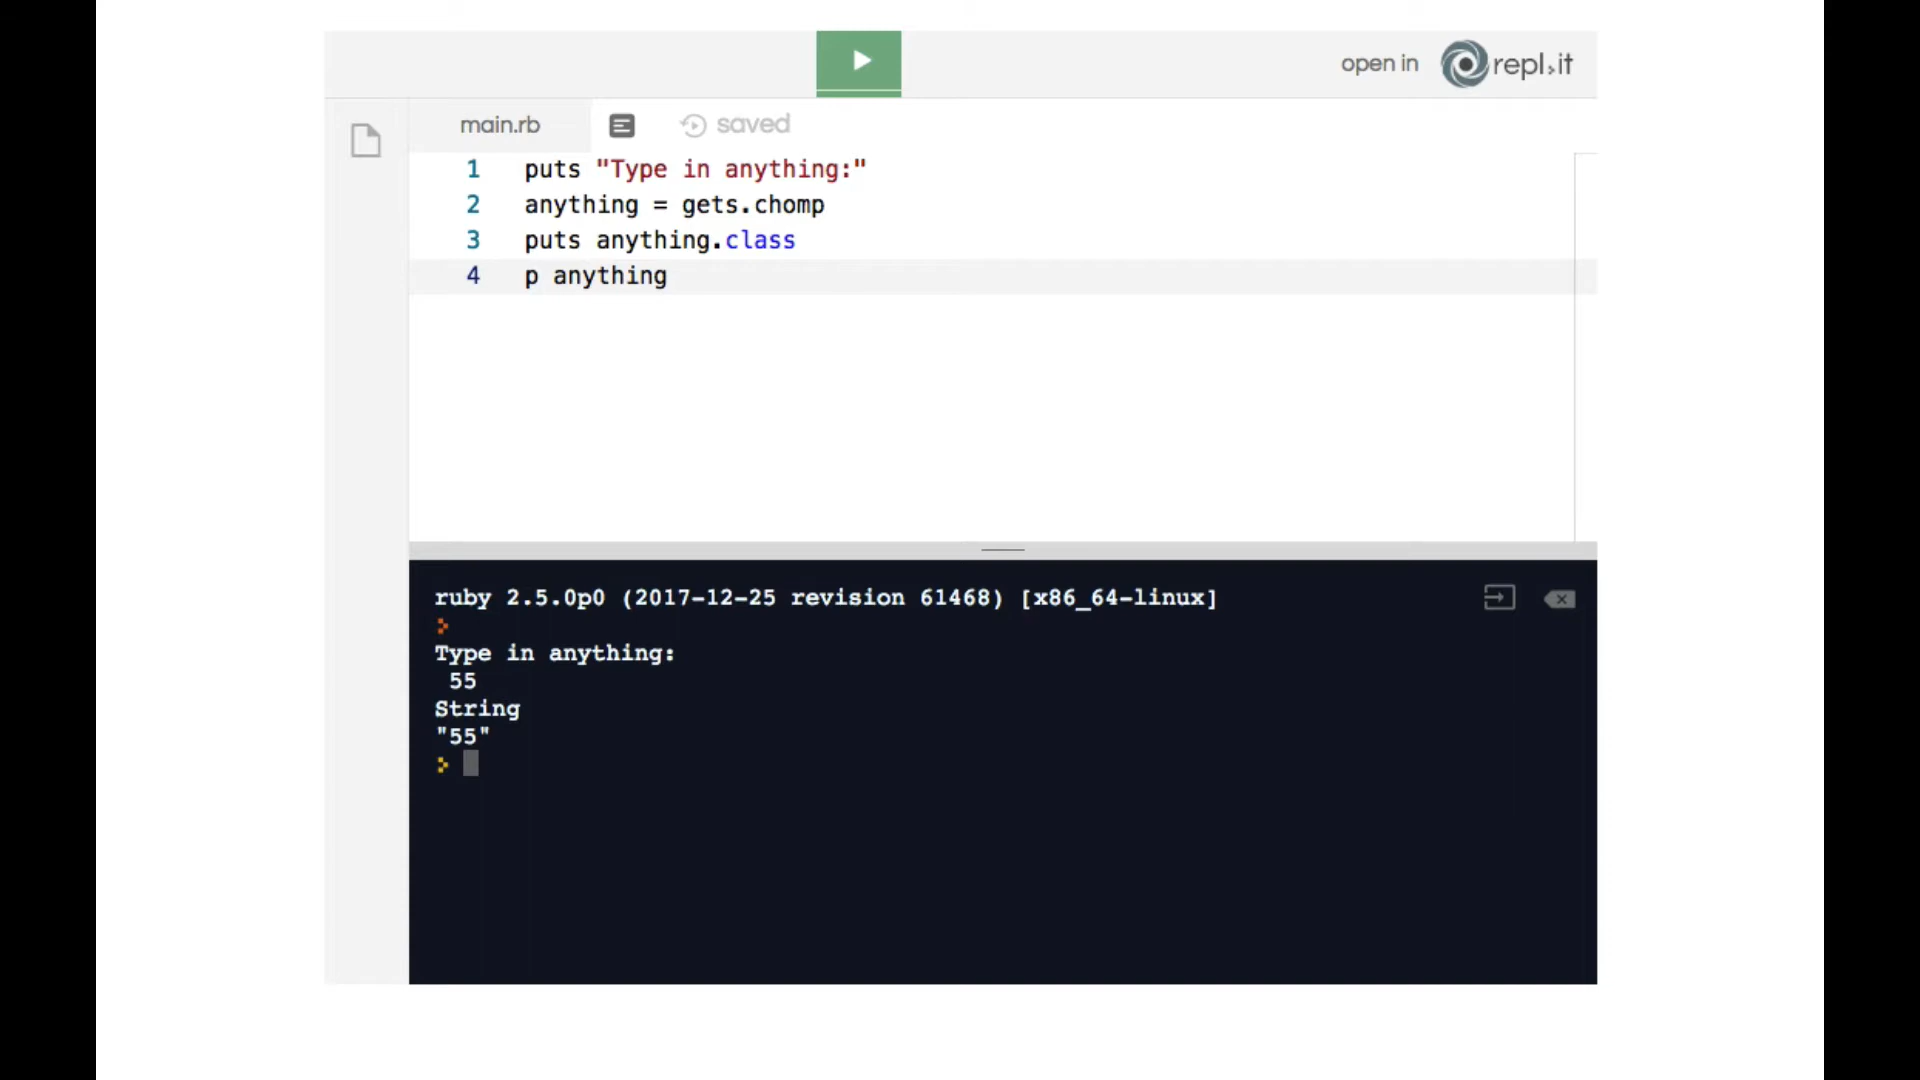 open in repl.it
main.rb saved
1 puts "Type in anything:"
2 anything = gets.chomp
3 puts anything.class
4 p anything
ruby 2.5.0p0 (2017-12-25 revision 61468) [x86_64-linux]
>
Type in anything:
55
String
"55"
>